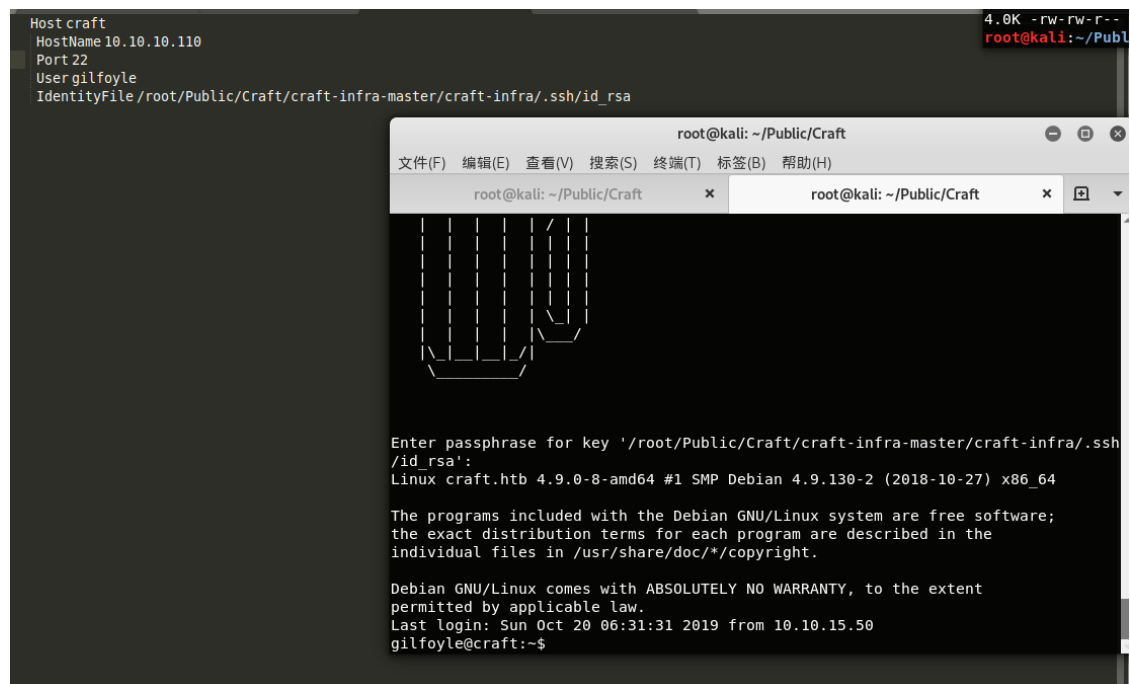 Host craft
HostName 10.10.10.110
Port 22
User gilfoyle
IdentityFile /root/Public/Craft/craft-infra-master/craft-infra/.ssh/id_rsa
4.0K -rw-rw-r--
root@kali:~/Publ
root@kali: ~/Public/Craft
文件(F) 编辑(E) 查看(V) 搜索(S) 终端(T) 标签(B) 帮助(H)
root@kali: ~/Public/Craft × root@kali: ~/Public/Craft ×
Enter passphrase for key '/root/Public/Craft/craft-infra-master/craft-infra/.ssh
/id_rsa':
Linux craft.htb 4.9.0-8-amd64 #1 SMP Debian 4.9.130-2 (2018-10-27) x86_64
The programs included with the Debian GNU/Linux system are free software;
the exact distribution terms for each program are described in the
individual files in /usr/share/doc/*/copyright.
Debian GNU/Linux comes with ABSOLUTELY NO WARRANTY, to the extent
permitted by applicable law.
Last login: Sun Oct 20 06:31:31 2019 from 10.10.15.50
gilfoyle@craft:~$